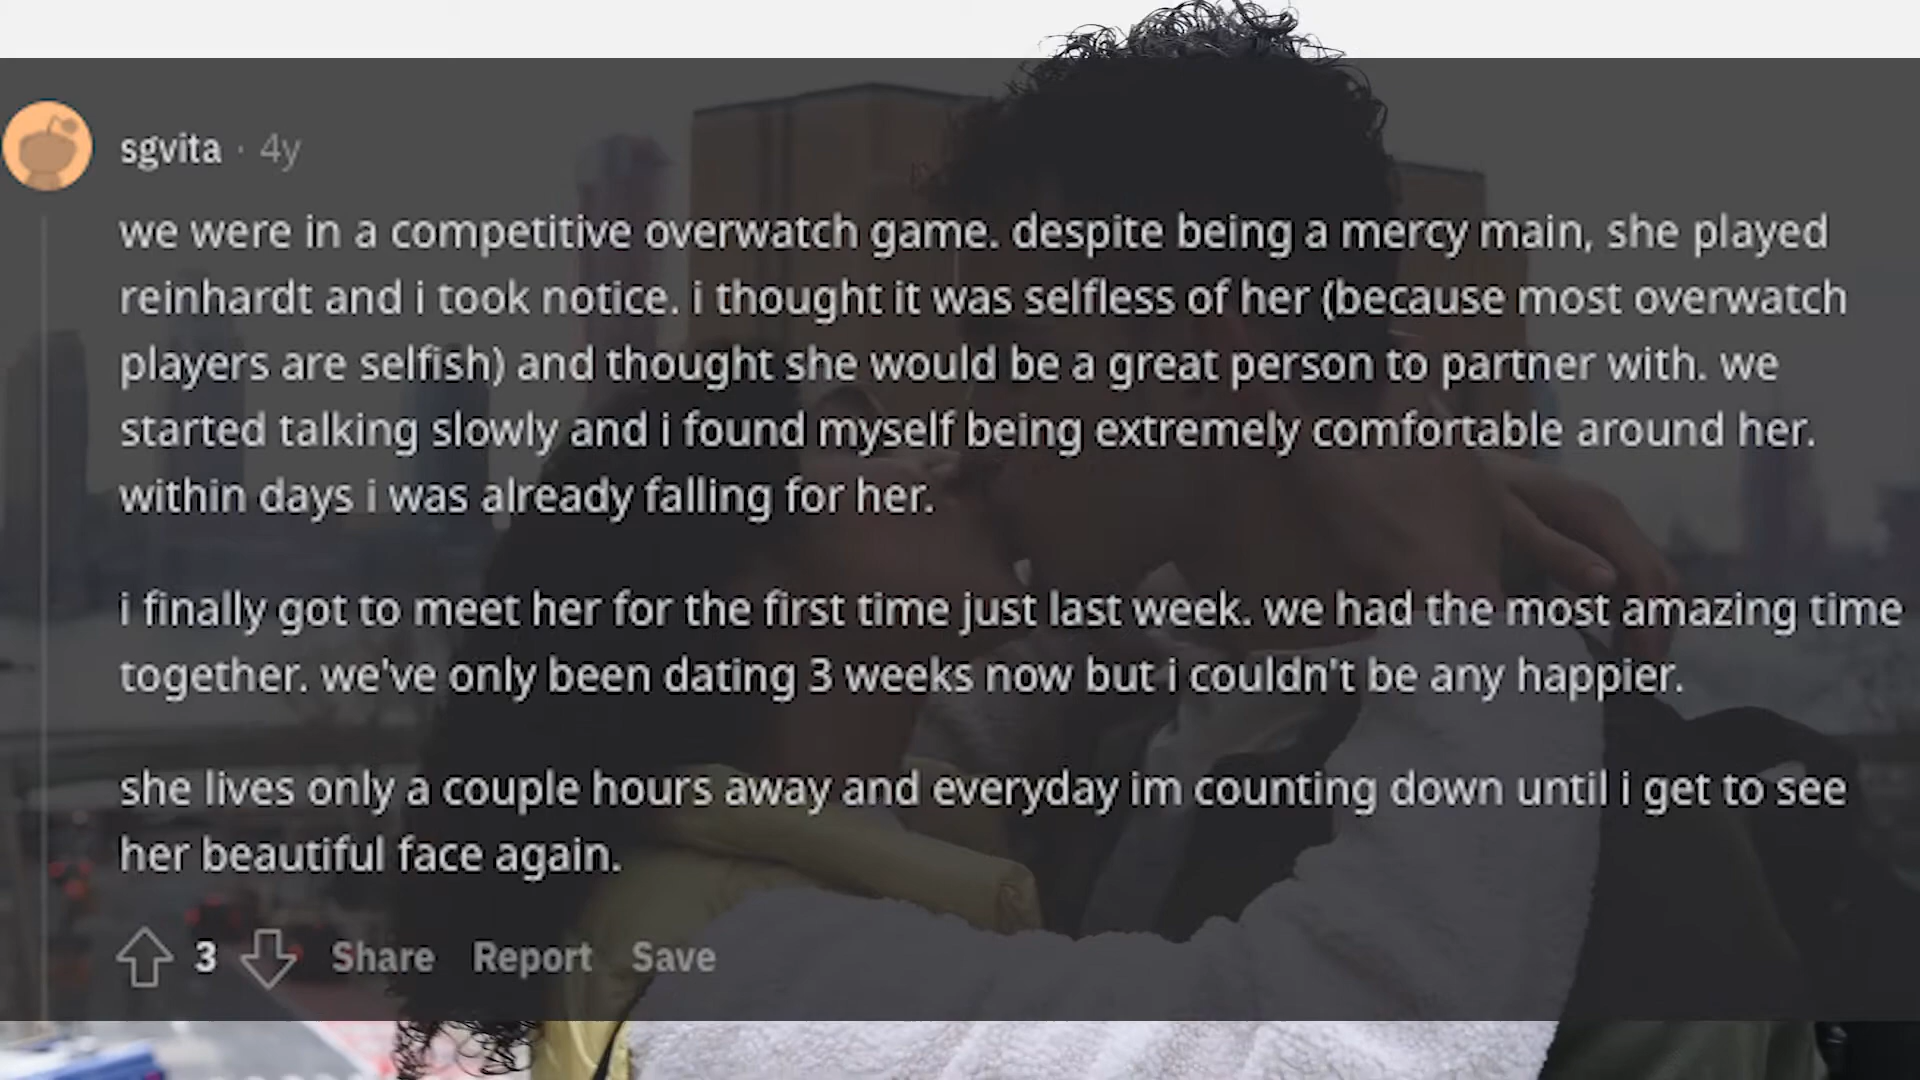 sgvita · 4y
we were in a competitive overwatch game. despite being a mercy main, she played
reinhardt and i took notice. i thought it was selfless of her (because most overwatch
players are selfish) and thought she would be a great person to partner with. we
started talking slowly and i found myself being extremely comfortable around her.
within days i was already falling for her.
i finally got to meet her for the first time just last week. we had the most amazing time
together. we've only been dating 3 weeks now but i couldn't be any happier.
she lives only a couple hours away and everyday im counting down until i get to see
her beautiful face again.
3 Share Report Save